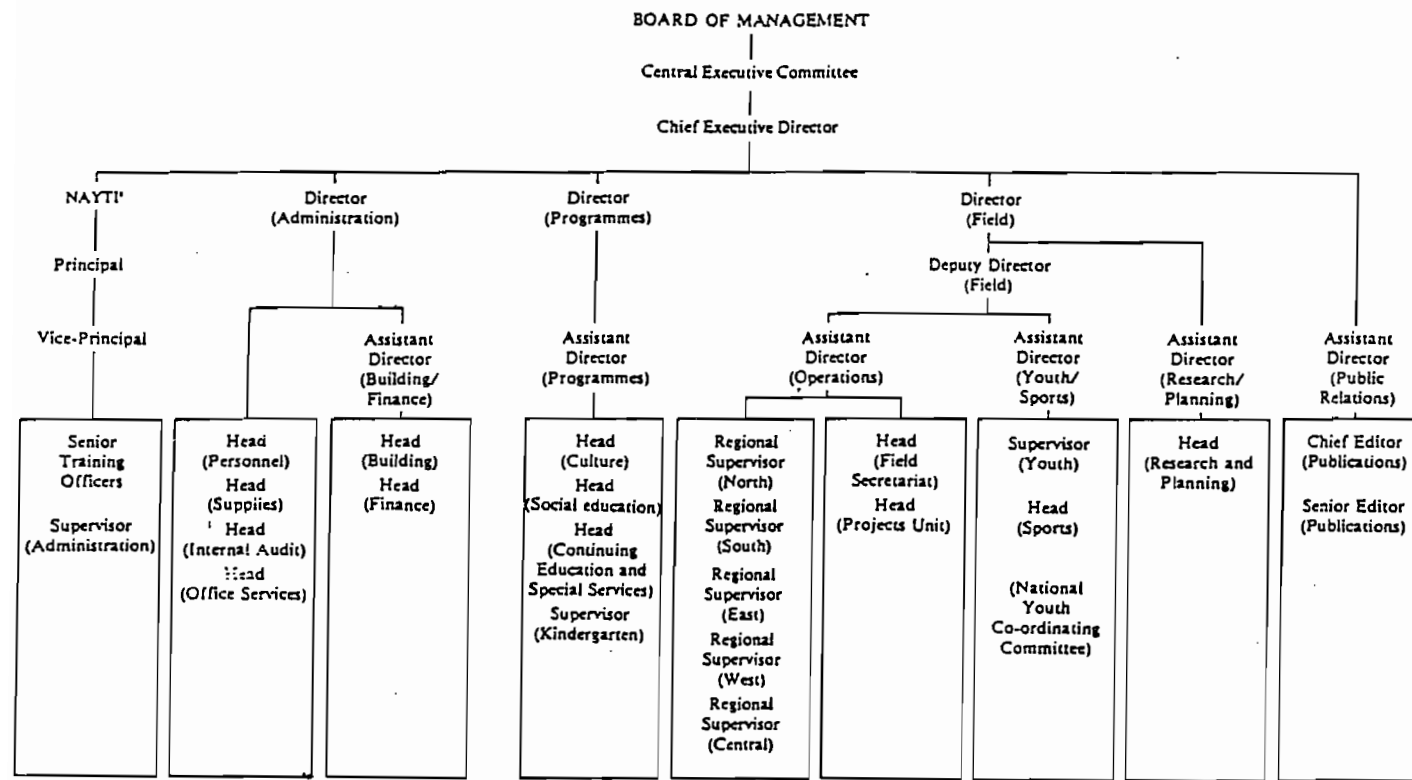 BOARD OF MANAGEMENT
Central Executive Committee
Chief Executive Director
NAYTI'
Principal
Vice-Principal
Senior
Training
Officers
Supervisor
(Administration)
Director
(Administration)
Head
(Personnel)
Head
(Supplies)
Head
(Internal Audit)
Head
(Office Services)
Assistant
Director
(Building/
Finance)
Head
(Building)
Head
(Finance)
Director
(Programmes)
Assistant
Director
(Programmes)
Head
(Culture)
Head
(Social education)
Head
(Continuing
Education and
Special Services)
Supervisor
(Kindergarten)
Director
(Field)
Deputy Director
(Field)
Assistant
Director
(Operations)
Regional
Supervisor
(North)
Regional
Supervisor
(South)
Regional
Supervisor
(East)
Regional
Supervisor
(West)
Regional
Supervisor
(Central)
Head
(Field
Secretariat)
Head
(Projects Unit)
Assistant
Director
(Youth/
Sports)
Supervisor
(Youth)
Head
(Sports)
(National
Youth
Co-ordinating
Committee)
Assistant
Director
(Research/
Planning)
Head
(Research and
Planning)
Assistant
Director
(Public
Relations)
Chief Editor
(Publications)
Senior Editor
(Publications)